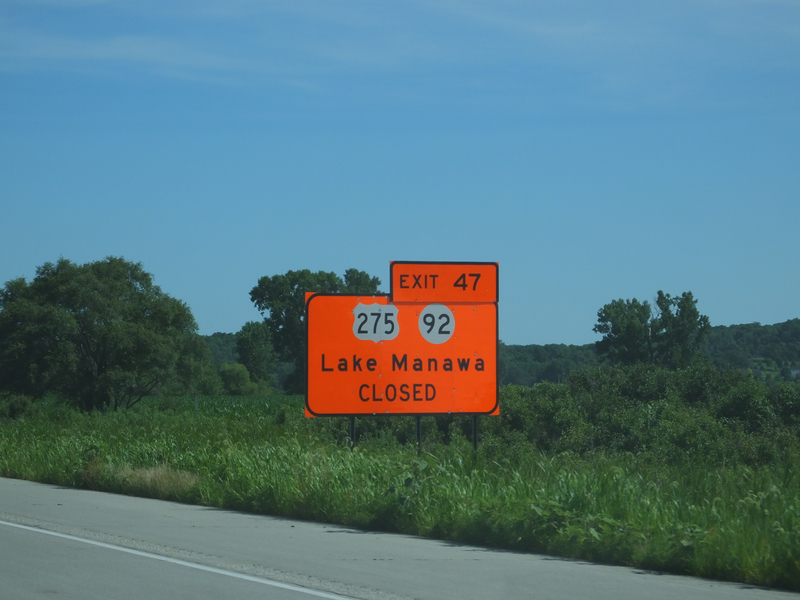 EXIT 47
275 92
Lake Manawa
CLOSED